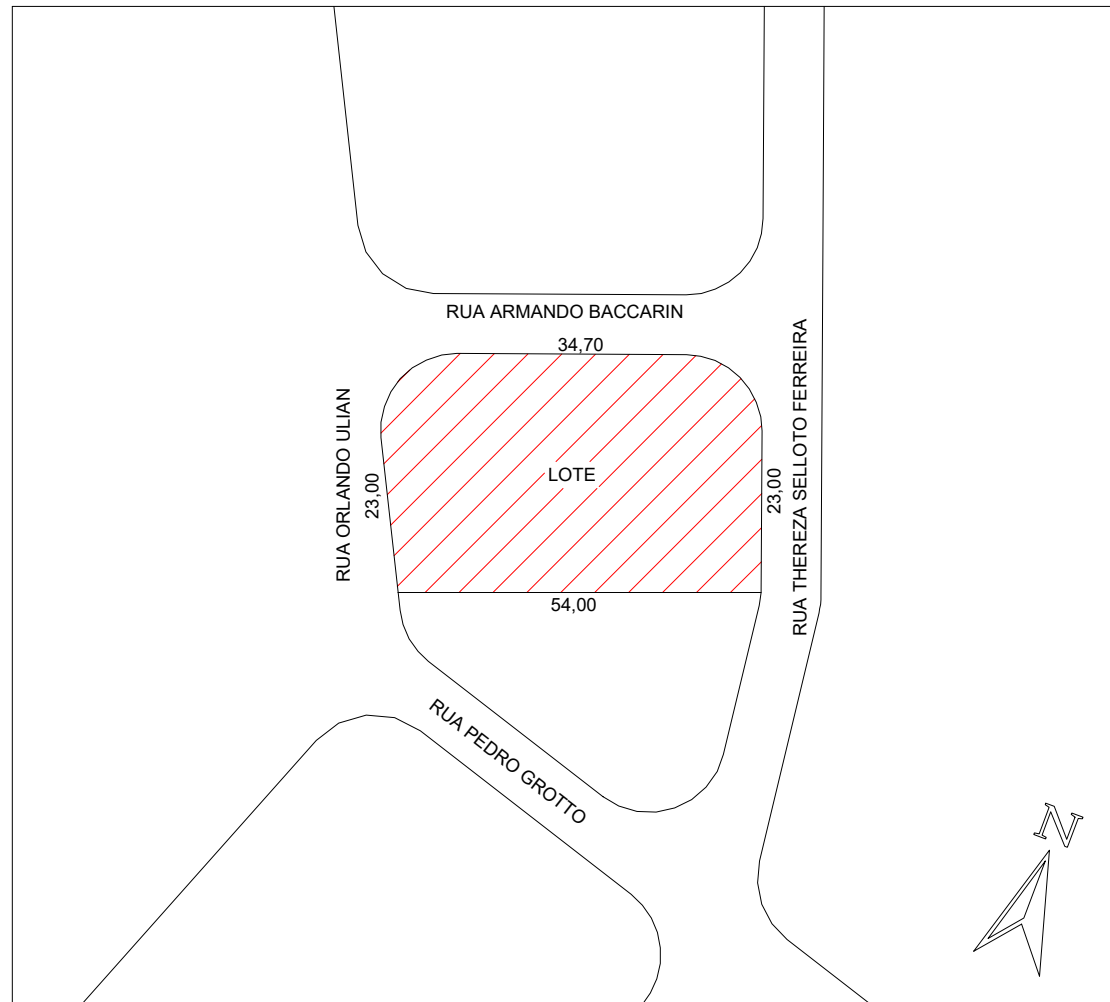 RUA ARMANDO BACCARIN
34,70
RUA ORLANDO ULIAN
23,00
LOTE
23,00
RUA THEREZA SELLOTO FERREIRA
54,00
RUA PEDRO GROTTO
N